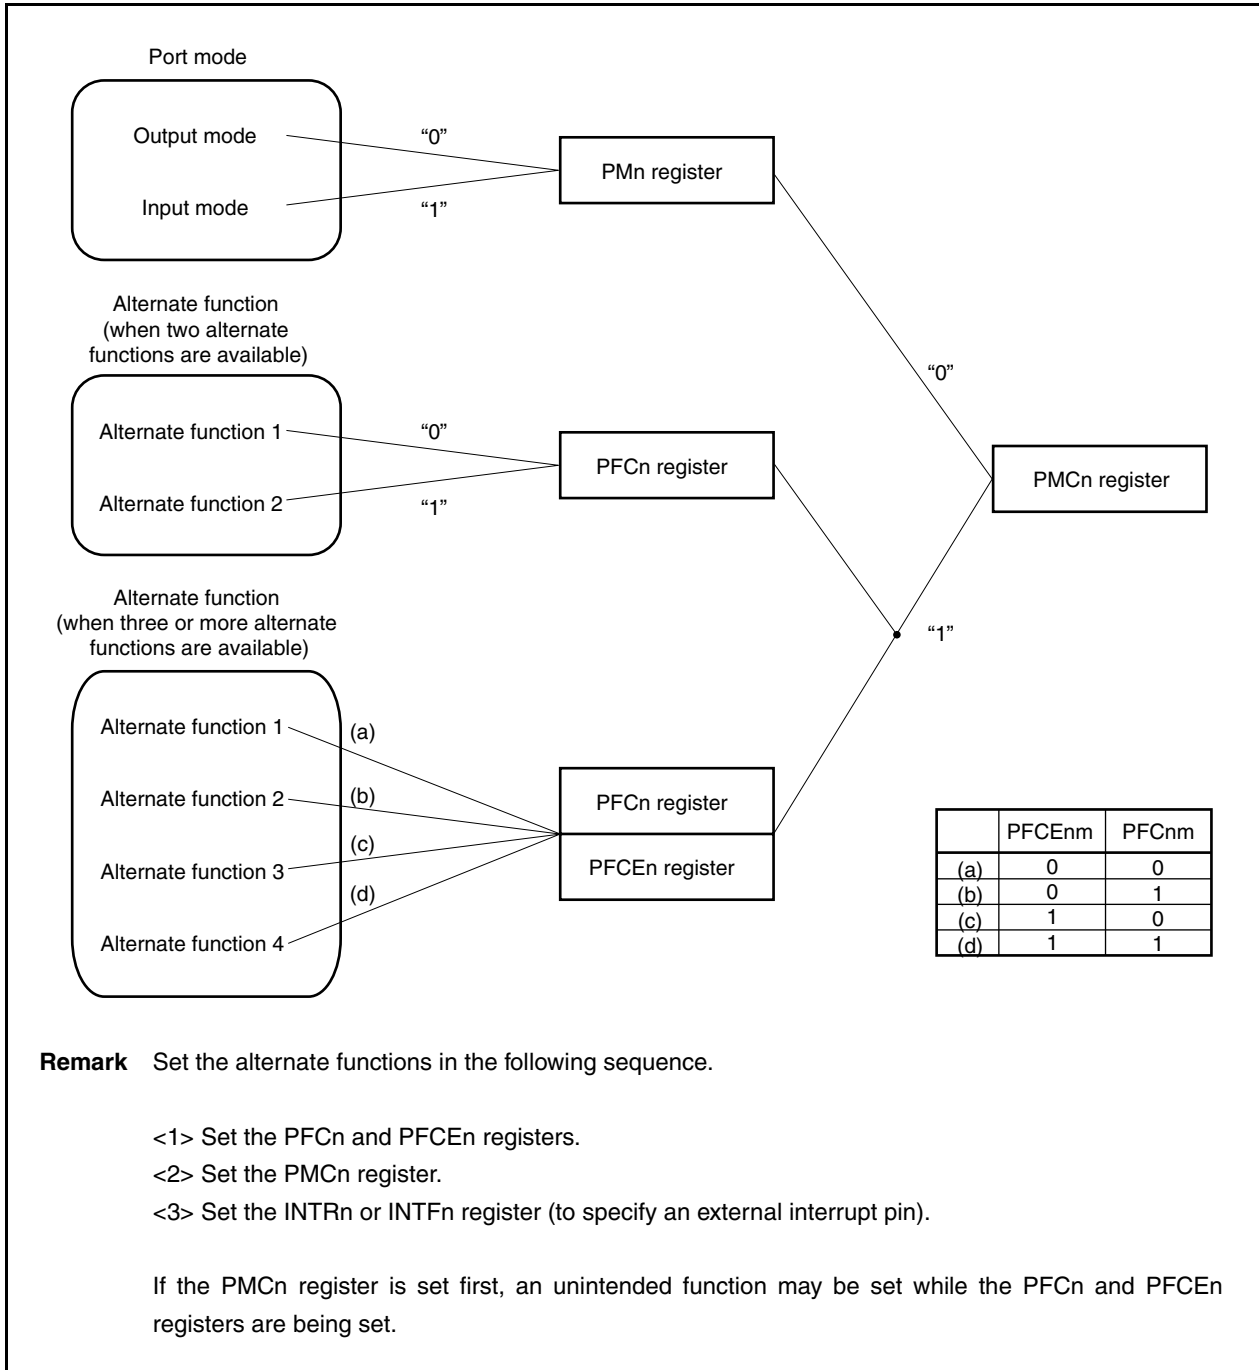 Port mode
Output mode
"0"
PMn register
Input mode
"1"
Alternate function
(when two alternate
functions are available)
"0"
Alternate function 1
"0"
PFCn register
PMCn register
Alternate function 2
"1"
Alternate function
(when three or more alternate
functions are available)
"1"
Alternate function 1
(a)
Alternate function 2
(b)
PFCn register
(c)
Alternate function 3
PFCEn register
(d)
Alternate function 4
PFCEnm PFCnm
(a) 0 0
(b) 0 1
(c) 1 0
(d) 1 1
Remark Set the alternate functions in the following sequence.
<1> Set the PFCn and PFCEn registers.
<2> Set the PMCn register.
<3> Set the INTRn or INTFn register (to specify an external interrupt pin).
If the PMCn register is set first, an unintended function may be set while the PFCn and PFCEn
registers are being set.